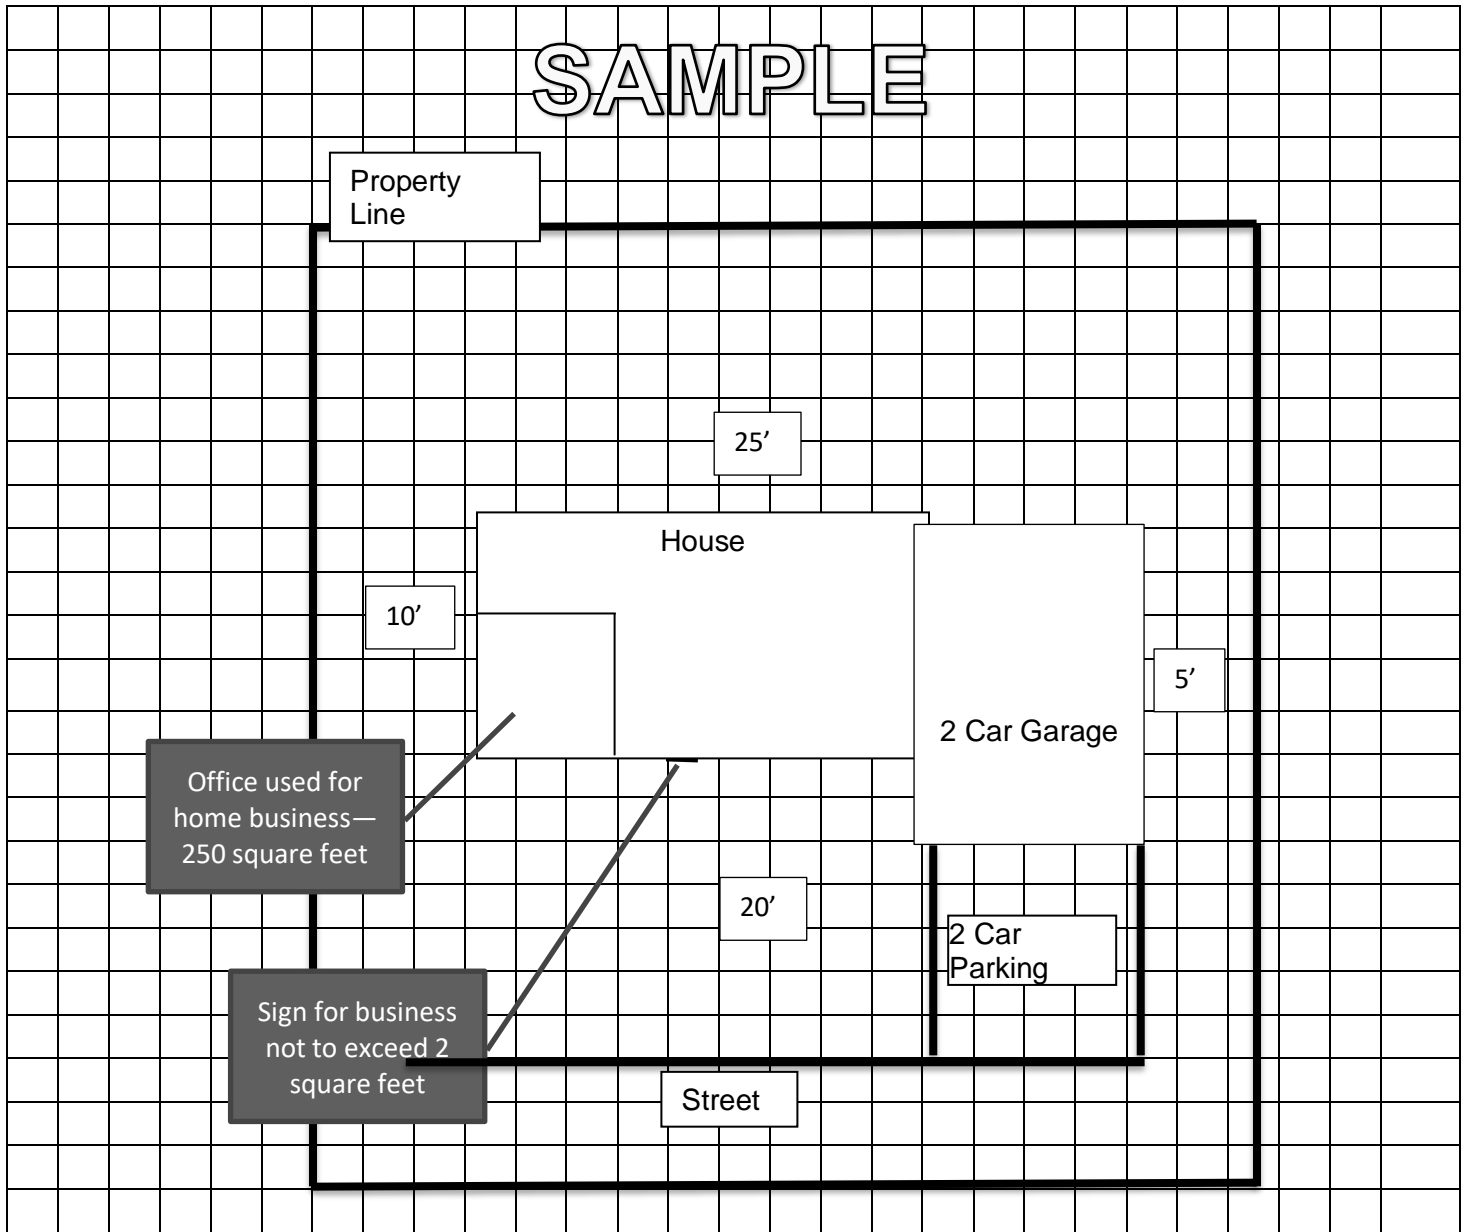 SAMPLE
Property
Line
25’
House
10’
5’
2 Car Garage
Office used for
home business—
250 square feet
20’
2 Car
Parking
Sign for business
not to exceed 2
square feet
Street